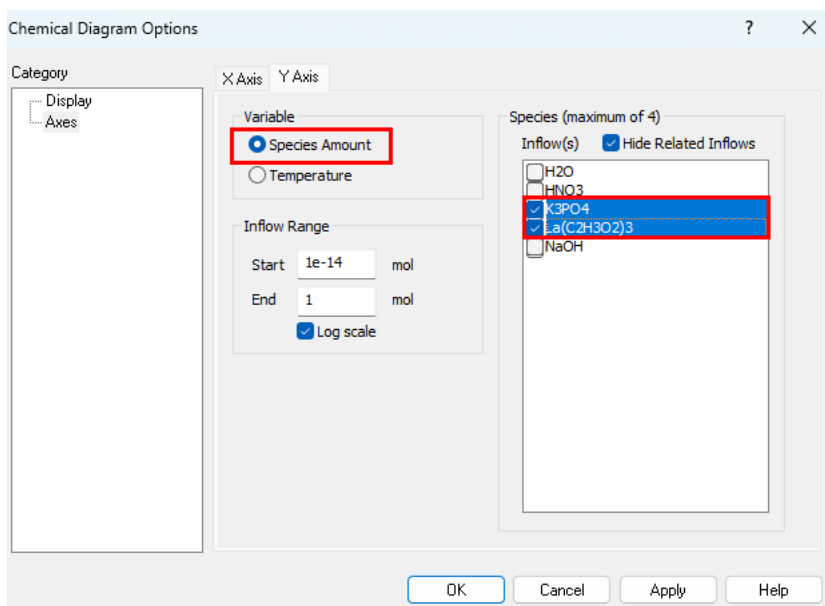 Chemical Diagram Options ?
Category
Display
Axes
X Axis Y Axis
Variable
Species Amount
Temperature
Inflow Range
Start 1e-14 mol
End 1 mol
Log scale
Species (maximum of 4)
Inflow(s) Hide Related Inflows
H2O
HNO3
K3PO4
La(C2H3O2)3
NaOH
OK Cancel Apply Help